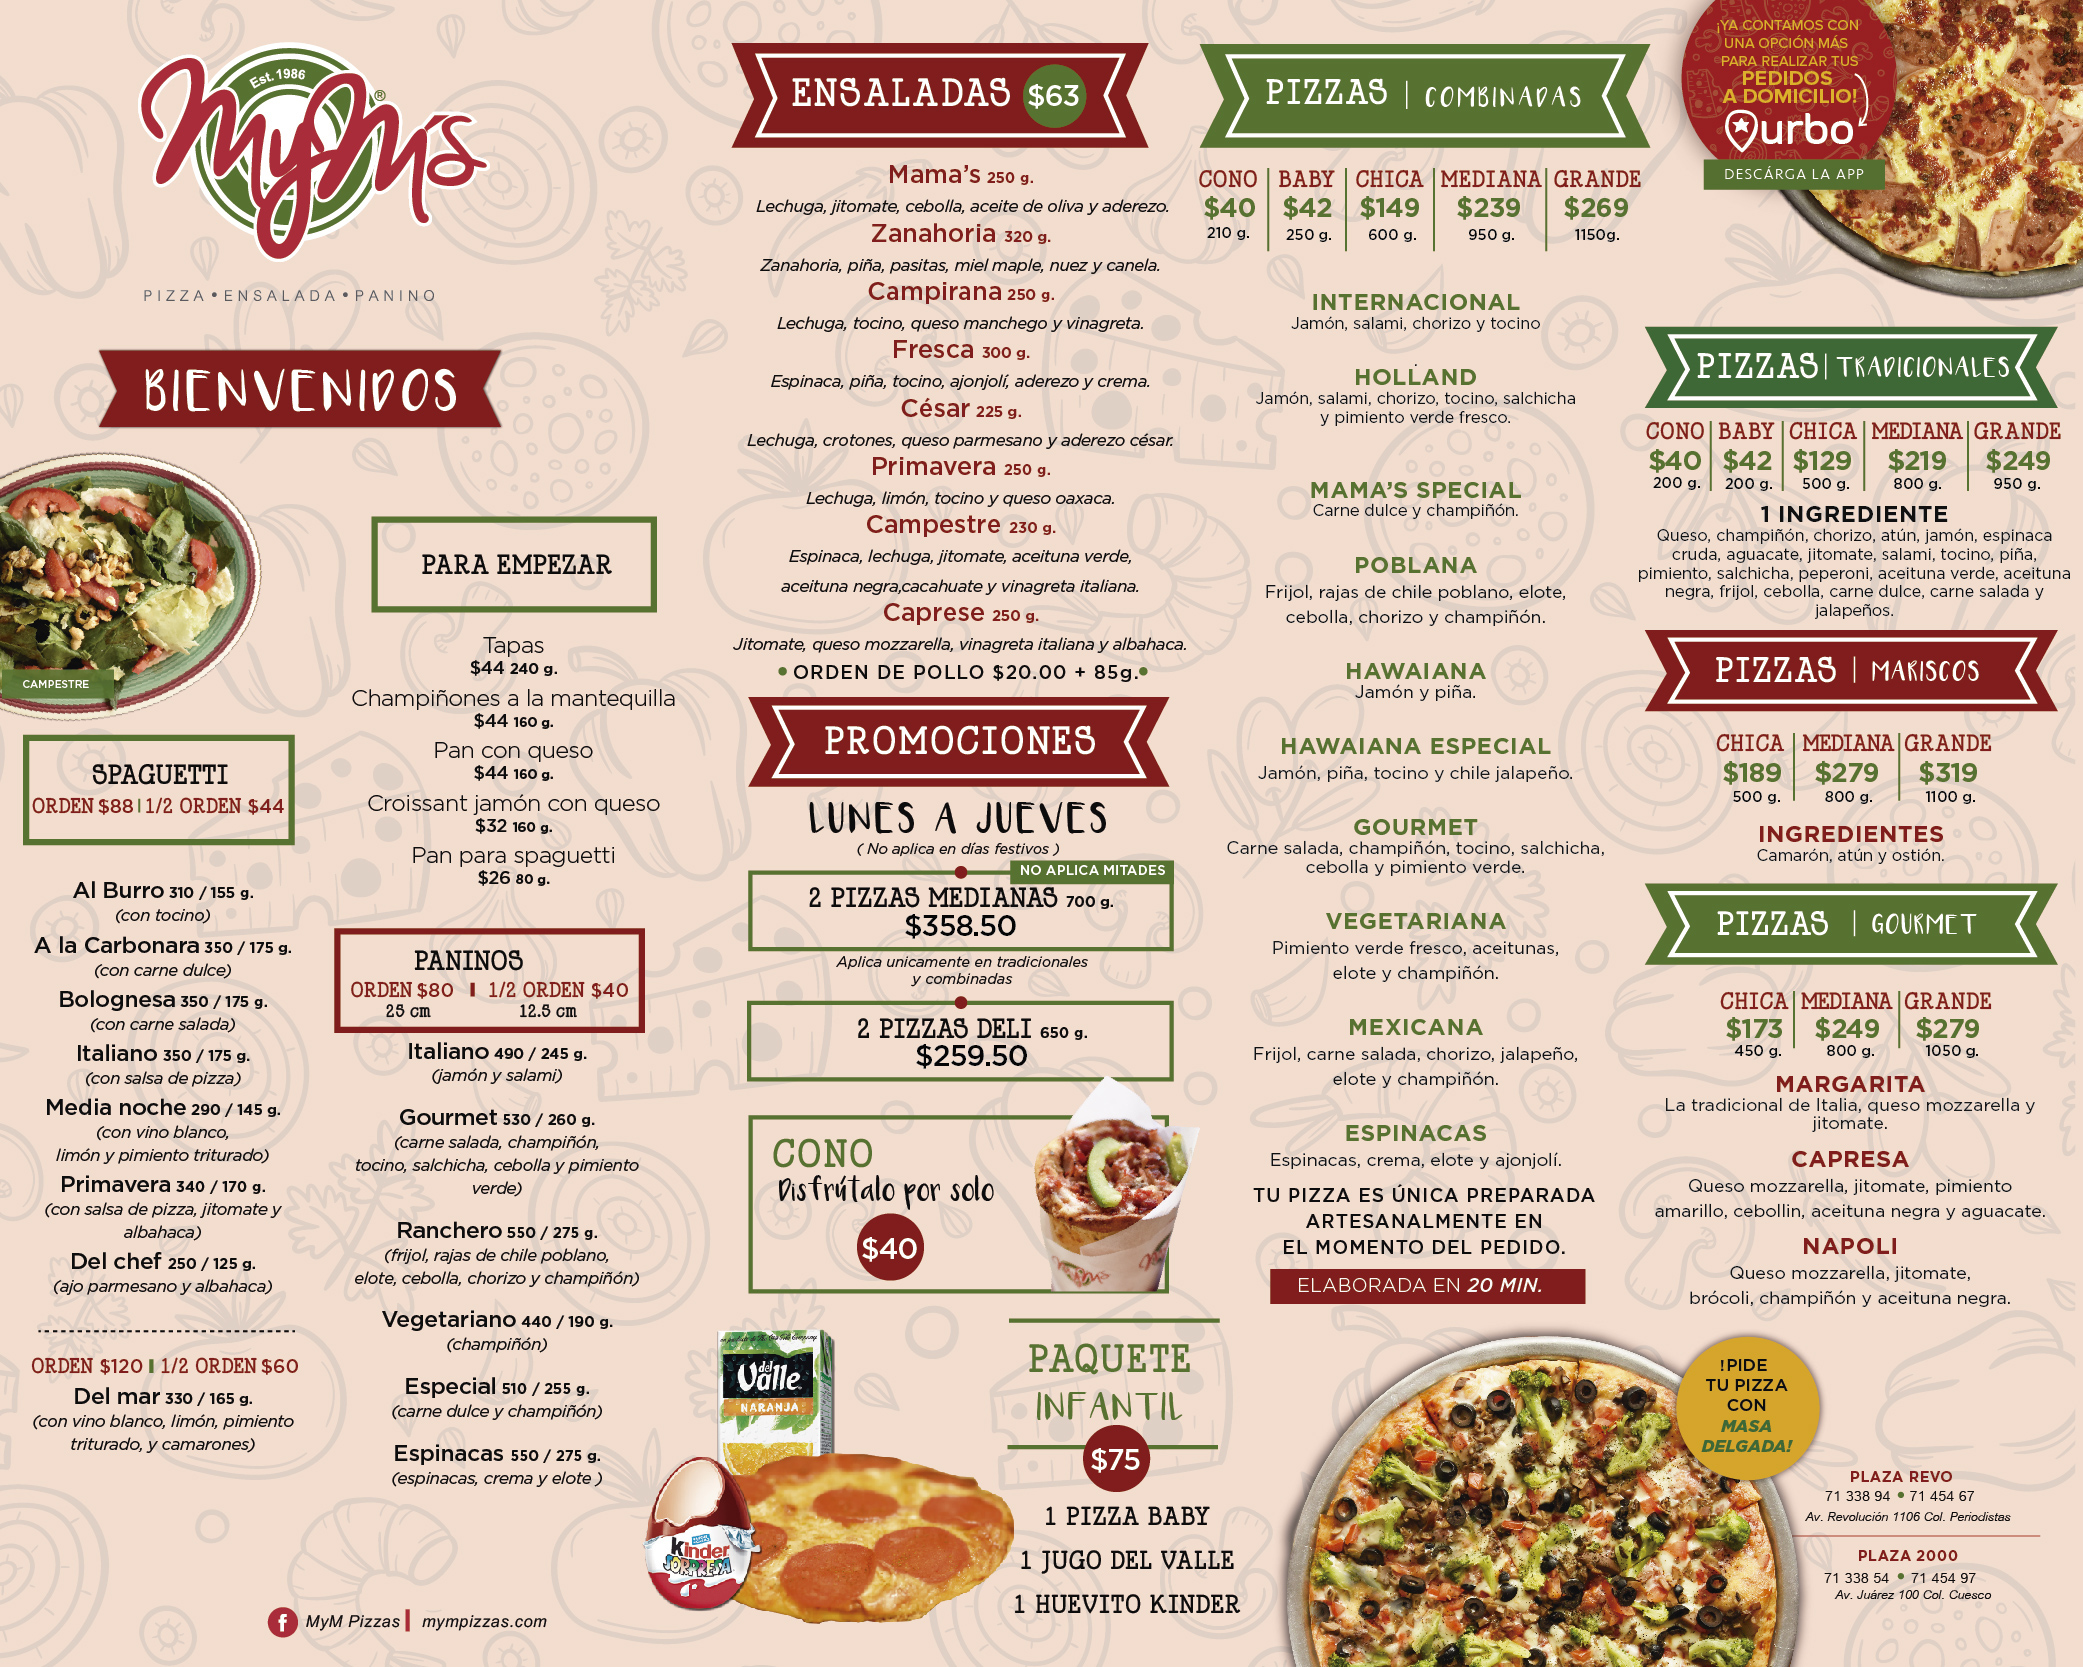 Est. 1986
MyM's®
PIZZA • ENSALADA • PANINO
BIENVENIDOS
CAMPESTRE
SPAGUETTI
ORDEN $88 | 1/2 ORDEN $44
Al Burro 310 / 155 g.
(con tocino)
A la Carbonara 350 / 175 g.
(con carne dulce)
Bolognesa 350 / 175 g.
(con carne salada)
Italiano 350 / 175 g.
(con salsa de pizza)
Media noche 290 / 145 g.
(con vino blanco,
limón y pimiento triturado)
Primavera 340 / 170 g.
(con salsa de pizza, jitomate y
albahaca)
Del chef 250 / 125 g.
(ajo parmesano y albahaca)
ORDEN $120 | 1/2 ORDEN $60
Del mar 330 / 165 g.
(con vino blanco, limón, pimiento
triturado, y camarones)
PARA EMPEZAR
Tapas
$44 240 g.
Champiñones a la mantequilla
$44 160 g.
Pan con queso
$44 160 g.
Croissant jamón con queso
$32 160 g.
Pan para spaguetti
$26 80 g.
PANINOS
ORDEN $80 | 1/2 ORDEN $40
25 cm 12.5 cm
Italiano 490 / 245 g.
(jamón y salami)
Gourmet 530 / 260 g.
(carne salada, champiñón,
tocino, salchicha, cebolla y pimiento
verde)
Ranchero 550 / 275 g.
(frijol, rajas de chile poblano,
elote, cebolla, chorizo y champiñón)
Vegetariano 440 / 190 g.
(champiñón)
Especial 510 / 255 g.
(carne dulce y champiñón)
Espinacas 550 / 275 g.
(espinacas, crema y elote )
MyM Pizzas | mympizzas.com
ENSALADAS $63
Mama's 250 g.
Lechuga, jitomate, cebolla, aceite de oliva y aderezo.
Zanahoria 320 g.
Zanahoria, piña, pasitas, miel maple, nuez y canela.
Campirana 250 g.
Lechuga, tocino, queso manchego y vinagreta.
Fresca 300 g.
Espinaca, piña, tocino, ajonjolí, aderezo y crema.
César 225 g.
Lechuga, crotones, queso parmesano y aderezo césar.
Primavera 250 g.
Lechuga, limón, tocino y queso oaxaca.
Campestre 230 g.
Espinaca, lechuga, jitomate, aceituna verde,
aceituna negra,cacahuate y vinagreta italiana.
Caprese 250 g.
Jitomate, queso mozzarella, vinagreta italiana y albahaca.
• ORDEN DE POLLO $20.00 + 85g.•
PROMOCIONES
LUNES A JUEVES
( No aplica en días festivos )
NO APLICA MITADES
2 PIZZAS MEDIANAS 700 g.
$358.50
Aplica unicamente en tradicionales
y combinadas
2 PIZZAS DELI 650 g.
$259.50
CONO
Disfrútalo por solo
$40
del Valle
NARANJA
kinder
SORPRESA
PAQUETE
INFANTIL
$75
1 PIZZA BABY
1 JUGO DEL VALLE
1 HUEVITO KINDER
PIZZAS | COMBINADAS
CONO BABY CHICA MEDIANA GRANDE
$40 $42 $149 $239 $269
210 g. 250 g. 600 g. 950 g. 1150g.
INTERNACIONAL
Jamón, salami, chorizo y tocino
.
HOLLAND
Jamón, salami, chorizo, tocino, salchicha
y pimiento verde fresco.
MAMA'S SPECIAL
Carne dulce y champiñón.
POBLANA
Frijol, rajas de chile poblano, elote,
cebolla, chorizo y champiñón.
HAWAIANA
Jamón y piña.
HAWAIANA ESPECIAL
Jamón, piña, tocino y chile jalapeño.
GOURMET
Carne salada, champiñón, tocino, salchicha,
cebolla y pimiento verde.
VEGETARIANA
Pimiento verde fresco, aceitunas,
elote y champiñón.
MEXICANA
Frijol, carne salada, chorizo, jalapeño,
elote y champiñón.
ESPINACAS
Espinacas, crema, elote y ajonjolí.
TU PIZZA ES ÚNICA PREPARADA
ARTESANALMENTE EN
EL MOMENTO DEL PEDIDO.
ELABORADA EN 20 MIN.
¡YA CONTAMOS CON
UNA OPCIÓN MÁS
PARA REALIZAR TUS
PEDIDOS
A DOMICILIO!
urbo
DESCÁRGA LA APP
PIZZAS | TRADICIONALES
CONO BABY CHICA MEDIANA GRANDE
$40 $42 $129 $219 $249
200 g. 200 g. 500 g. 800 g. 950 g.
1 INGREDIENTE
Queso, champiñón, chorizo, atún, jamón, espinaca
cruda, aguacate, jitomate, salami, tocino, piña,
pimiento, salchicha, peperoni, aceituna verde, aceituna
negra, frijol, cebolla, carne dulce, carne salada y
jalapeños.
PIZZAS | MARISCOS
CHICA MEDIANA GRANDE
$189 $279 $319
500 g. 800 g. 1100 g.
INGREDIENTES
Camarón, atún y ostión.
PIZZAS | GOURMET
CHICA MEDIANA GRANDE
$173 $249 $279
450 g. 800 g. 1050 g.
MARGARITA
La tradicional de Italia, queso mozzarella y
jitomate.
CAPRESA
Queso mozzarella, jitomate, pimiento
amarillo, cebollin, aceituna negra y aguacate.
NAPOLI
Queso mozzarella, jitomate,
brócoli, champiñón y aceituna negra.
!PIDE
TU PIZZA
CON
MASA
DELGADA!
PLAZA REVO
71 338 94 • 71 454 67
Av. Revolución 1106 Col. Periodistas
PLAZA 2000
71 338 54 • 71 454 97
Av. Juárez 100 Col. Cuesco